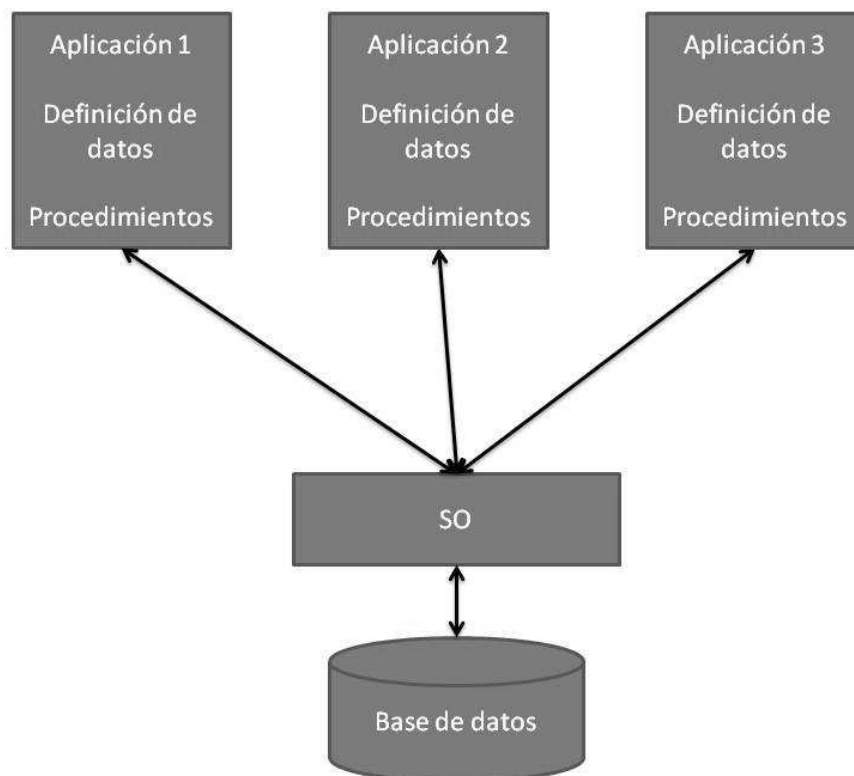 Aplicación 1
Definición de
datos
Procedimientos
Aplicación 2
Definición de
datos
Procedimientos
Aplicación 3
Definición de
datos
Procedimientos
SO
Base de datos